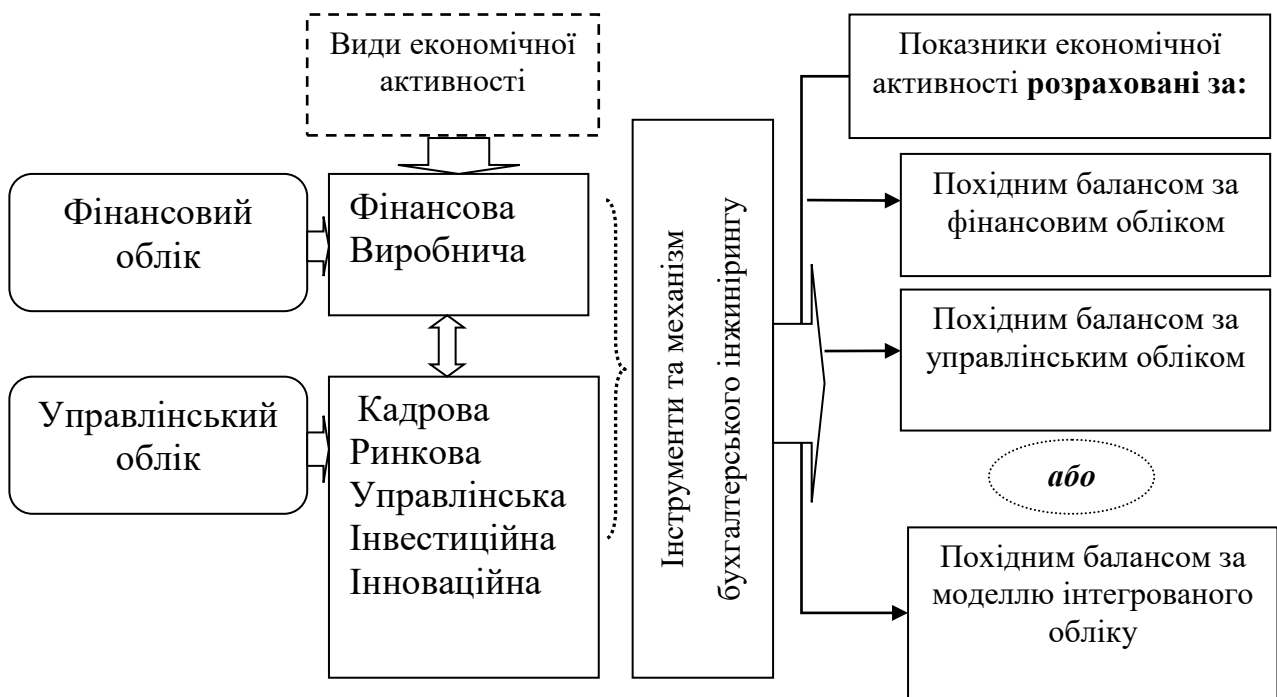 Види економічної
активності
Фінансовий
облік
Фінансова
Виробнича
Управлінський
облік
Кадрова
Ринкова
Управлінська
Інвестиційна
Інноваційна
Інструменти та механізм
бухгалтерського інжинірингу
Показники економічної
активності розраховані за:
Похідним балансом за
фінансовим обліком
Похідним балансом за
управлінським обліком
або
Похідним балансом за
моделлю інтегрованого
обліку